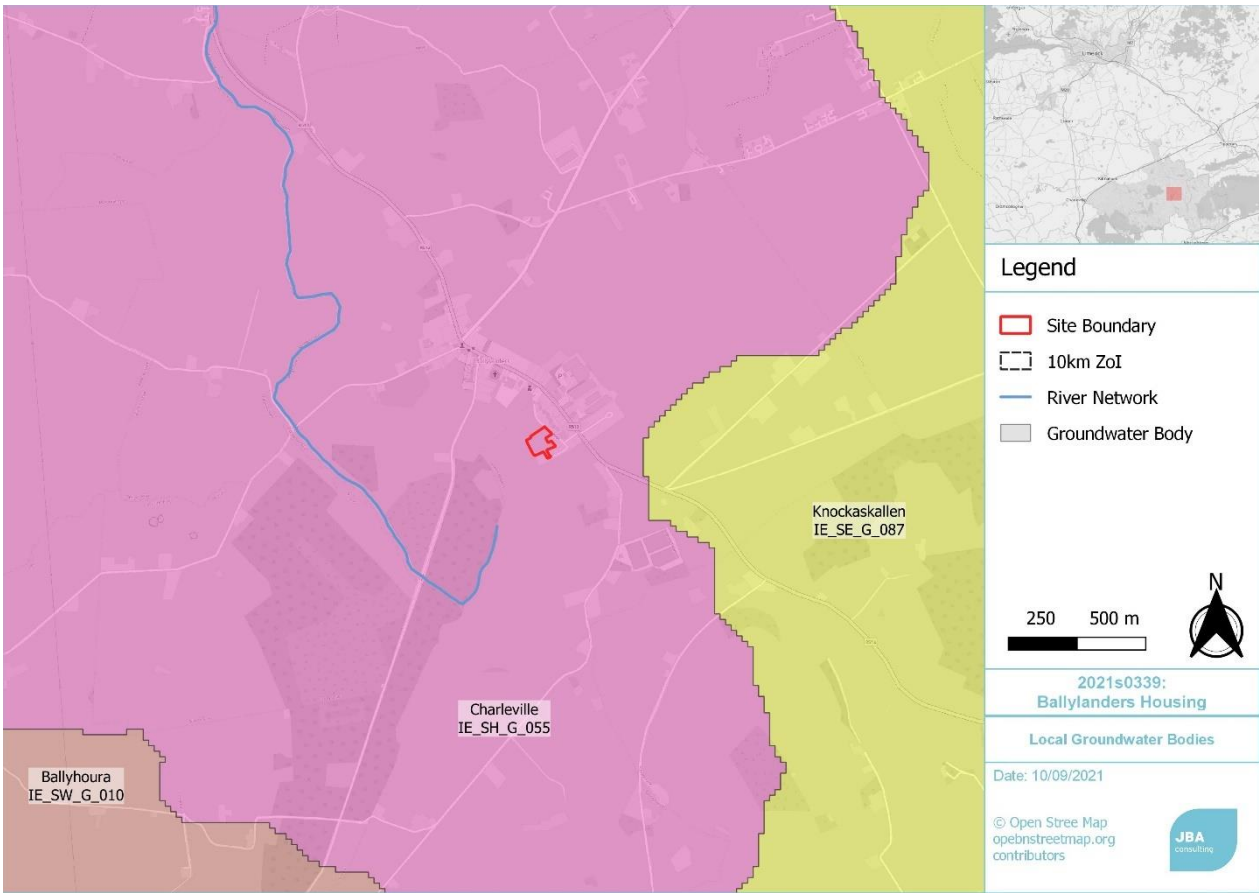 Limerick
Knockaskallen
IE_SE_G_087
Charleville
IE_SH_G_055
Ballyhoura
IE_SW_G_010
Legend
Site Boundary
10km ZoI
River Network
Groundwater Body
N
250 500 m
2021s0339:
Ballylanders Housing
Local Groundwater Bodies
Date: 10/09/2021
© Open Stree Map
opebnstreetmap.org
contributors
JBA
consulting